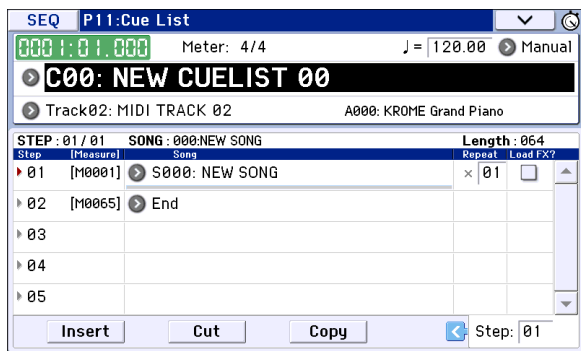 SEQ P11:Cue List
0001:01.000 Meter: 4/4 ♩= 120.00 Manual
C00: NEW CUELIST 00
Track02: MIDI TRACK 02 A000: KROME Grand Piano
STEP: 01/01 SONG: 000:NEW SONG Length: 064
Step [Measure] Song Repeat Load FX?
01 [M0001] S000: NEW SONG × 01
02 [M0065] End
03
04
05
Insert Cut Copy Step: 01